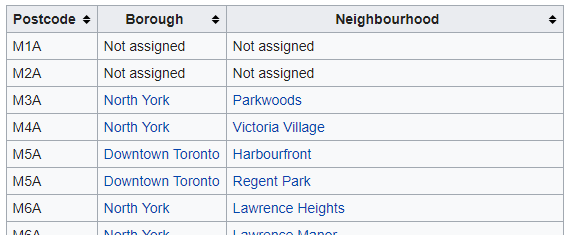 Postcode Borough Neighbourhood
M1A Not assigned Not assigned
M2A Not assigned Not assigned
M3A North York Parkwoods
M4A North York Victoria Village
M5A Downtown Toronto Harbourfront
M5A Downtown Toronto Regent Park
M6A North York Lawrence Heights
M6A North York Lawrence Manor